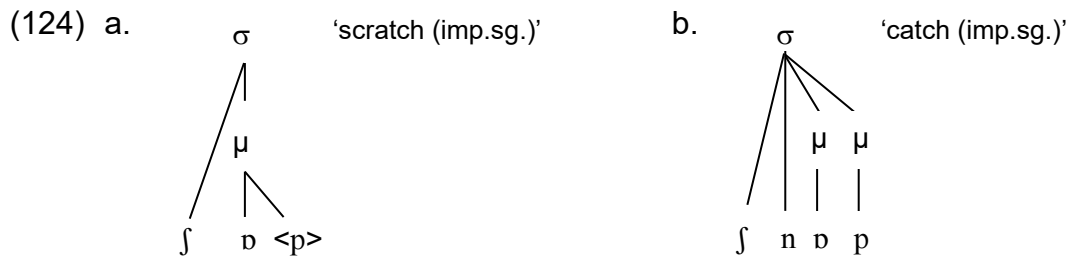 (124) a. σ ‘scratch (imp.sg.)’ b. σ ‘catch (imp.sg.)’
μ μ μ
ʃ ɒ <p> ʃ n ɒ p